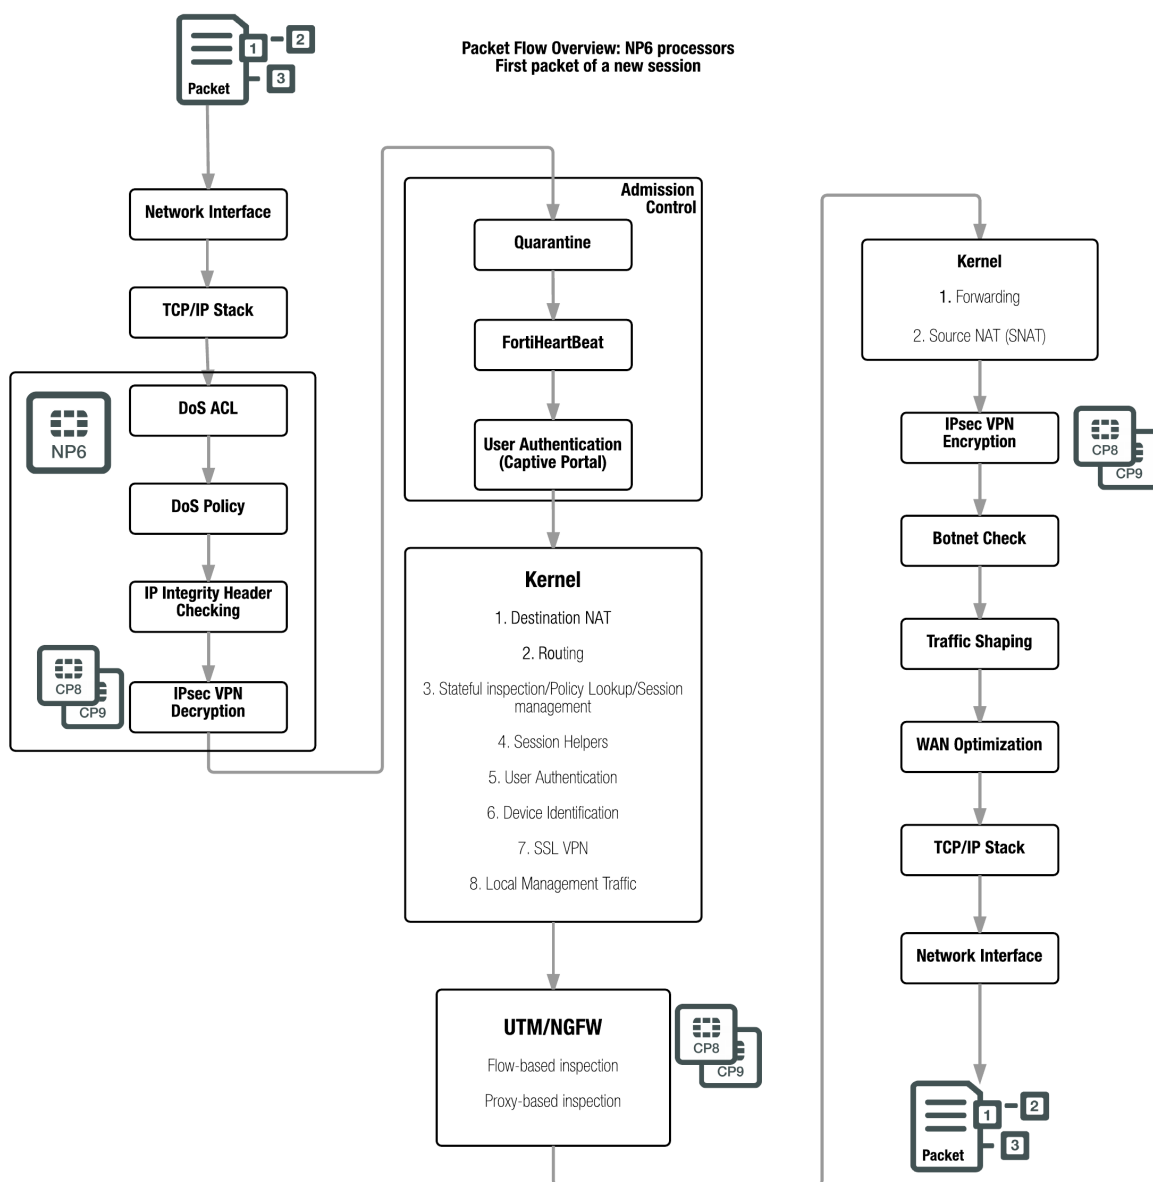 Packet Flow Overview: NP6 processors
First packet of a new session
1
2
3
Packet
Network Interface
TCP/IP Stack
NP6
DoS ACL
DoS Policy
IP Integrity Header
Checking
CP8
CP9
IPsec VPN
Decryption
Admission
Control
Quarantine
FortiHeartBeat
User Authentication
(Captive Portal)
Kernel
1. Destination NAT
2. Routing
3. Stateful inspection/Policy Lookup/Session
management
4. Session Helpers
5. User Authentication
6. Device Identification
7. SSL VPN
8. Local Management Traffic
UTM/NGFW
Flow-based inspection
Proxy-based inspection
CP8
CP9
Kernel
1. Forwarding
2. Source NAT (SNAT)
IPsec VPN
Encryption
CP8
CP9
Botnet Check
Traffic Shaping
WAN Optimization
TCP/IP Stack
Network Interface
1
2
3
Packet